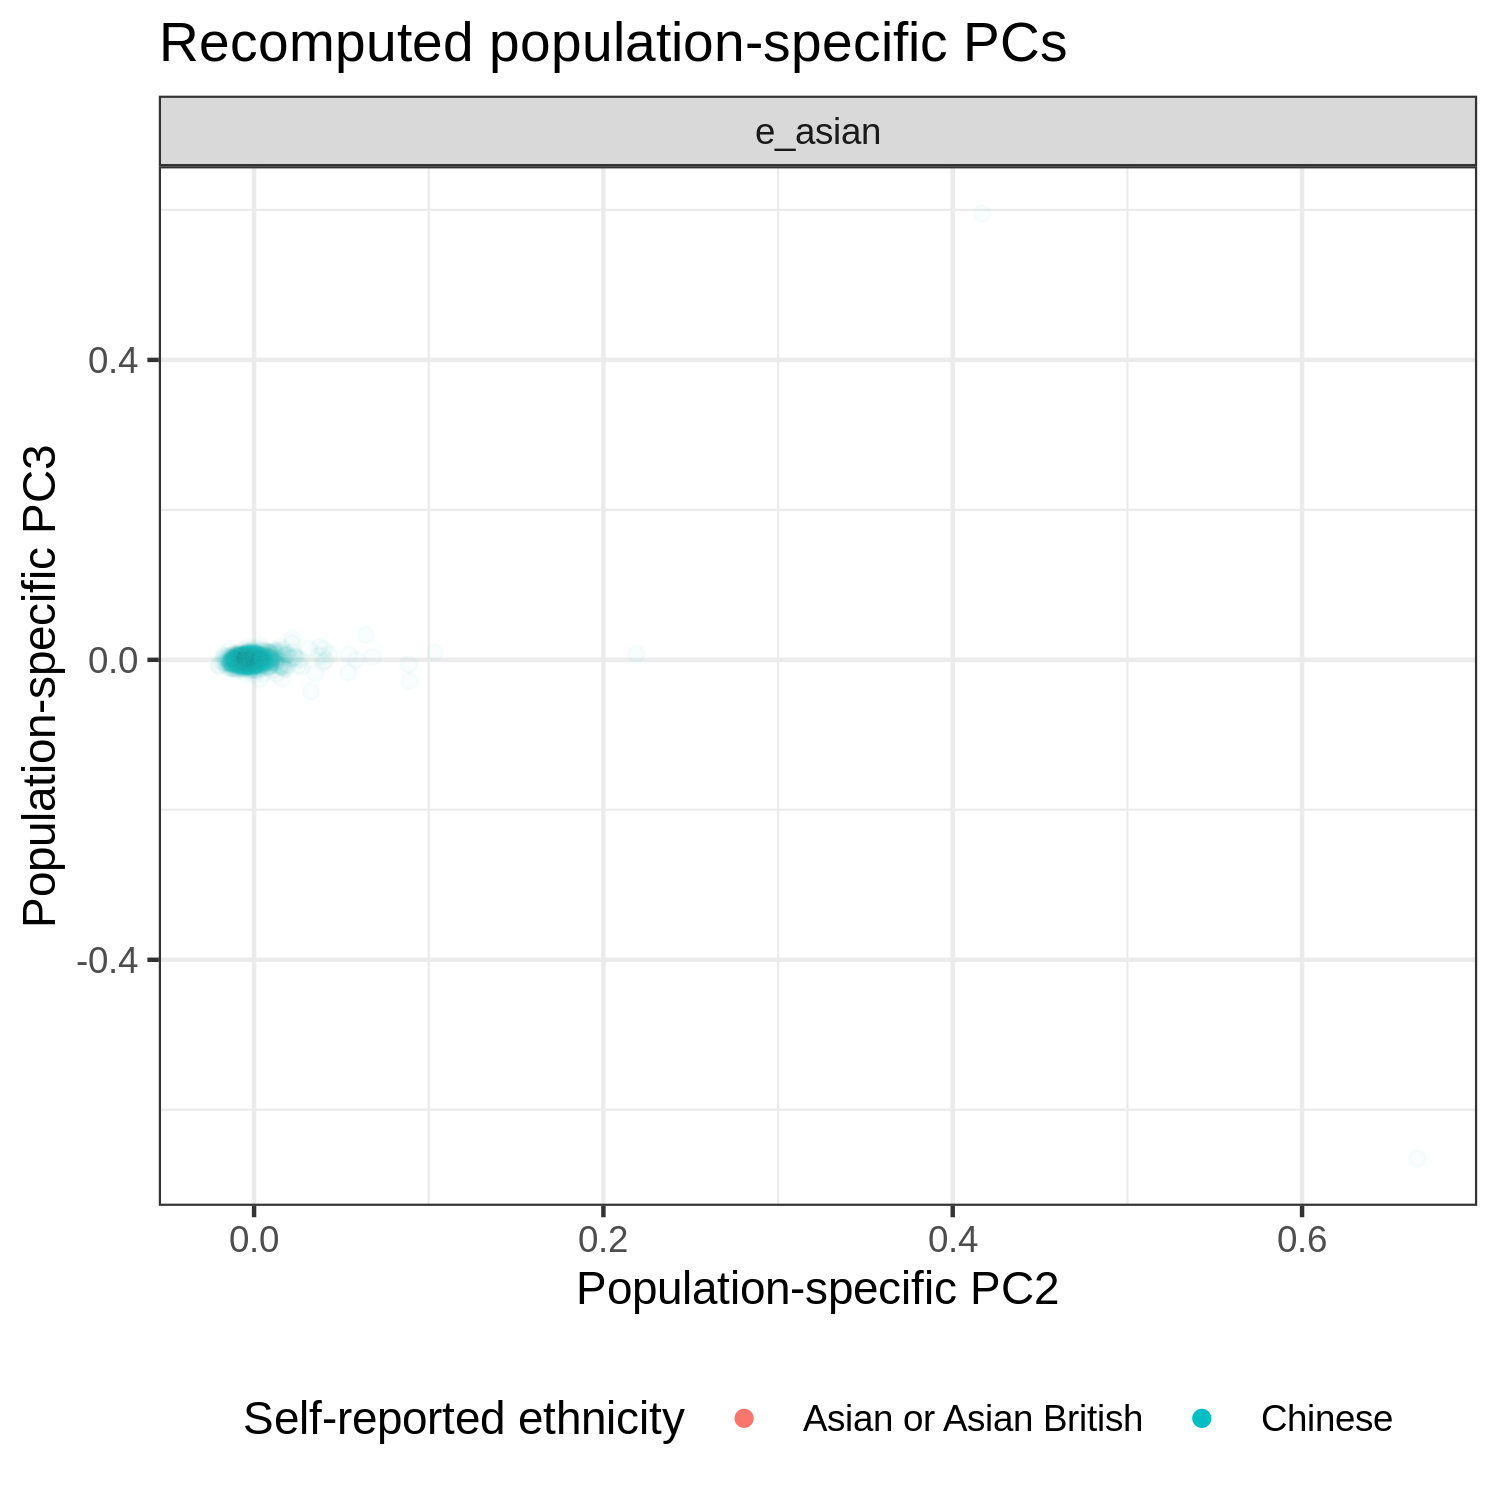 Recomputed population-specific PCs
e_asian
0.4
0.0
-0.4
Population-specific PC3
0.0
0.2
0.4
0.6
Population-specific PC2
Self-reported ethnicity
Asian or Asian British
Chinese